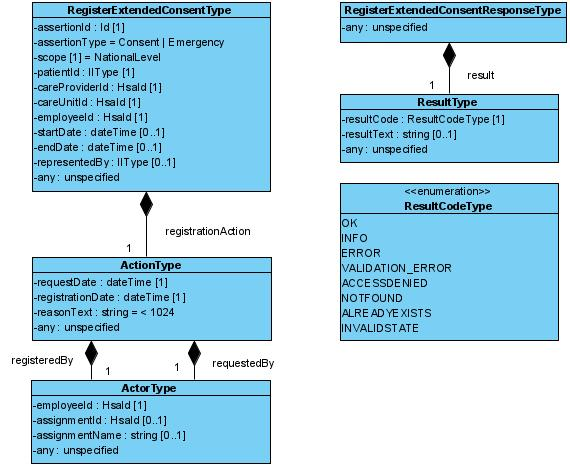 RegisterExtendedConsentType
-assertionId : Id [1]
-assertionType = Consent | Emergency
-scope [1] = NationalLevel
-patientId : IIType [1]
-careProviderId : HsaId [1]
-careUnitId : HsaId [1]
-employeeId : HsaId [1]
-startDate : dateTime [0..1]
-endDate : dateTime [0..1]
-representedBy : IIType [0..1]
-any : unspecified
registrationAction
1
ActionType
-requestDate : dateTime [1]
-registrationDate : dateTime [1]
-reasonText : string = < 1024
-any : unspecified
registeredBy
1
requestedBy
1
ActorType
-employeeId : HsaId [1]
-assignmentId : HsaId [0..1]
-assignmentName : string [0..1]
-any : unspecified
RegisterExtendedConsentResponseType
-any : unspecified
result
1
ResultType
-resultCode : ResultCodeType [1]
-resultText : string [0..1]
-any : unspecified
<<enumeration>>
ResultCodeType
OK
INFO
ERROR
VALIDATION_ERROR
ACCESSDENIED
NOTFOUND
ALREADYEXISTS
INVALIDSTATE